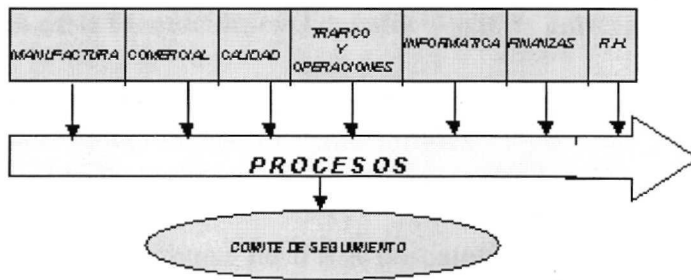 MANUFACTURA
COMERCIAL
CALIDAD
TRAFICO
Y
OPERACIONES
INFORMATICA
FINANZAS
R.H.
PROCESOS
COMITE DE SEGUIMIENTO